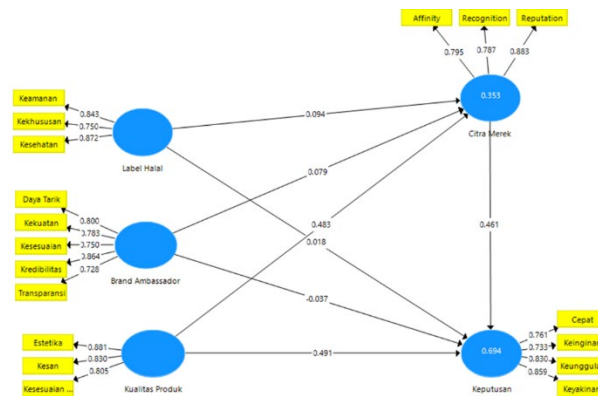 Affinity
Recognition
Reputation
0.795
0.787
0.883
0.353
Citra Merek
Keamanan
Kekhususan
Kesehatan
0.843
0.750
0.872
Label Halal
0.094
0.079
0.483
0.018
0.461
Daya Tarik
Kekuatan
Kesesuaian
Kredibilitas
Transparansi
0.800
0.783
0.750
0.864
0.728
Brand Ambassador
-0.037
0.491
Estetika
Kesan
Kesesuaian ...
0.881
0.830
0.805
Kualitas Produk
0.694
Keputusan
0.761
0.733
0.830
0.859
Cepat
Keinginan
Keunggula
Keyakinan